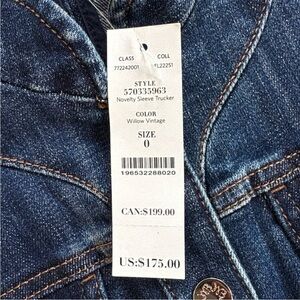 CLASS COLL
772242001 FL22251
STYLE
570335963
Novelty Sleeve Trucker
COLOR
Willow Vintage
SIZE
0
196532288020
CAN:$199.00
US:$175.00